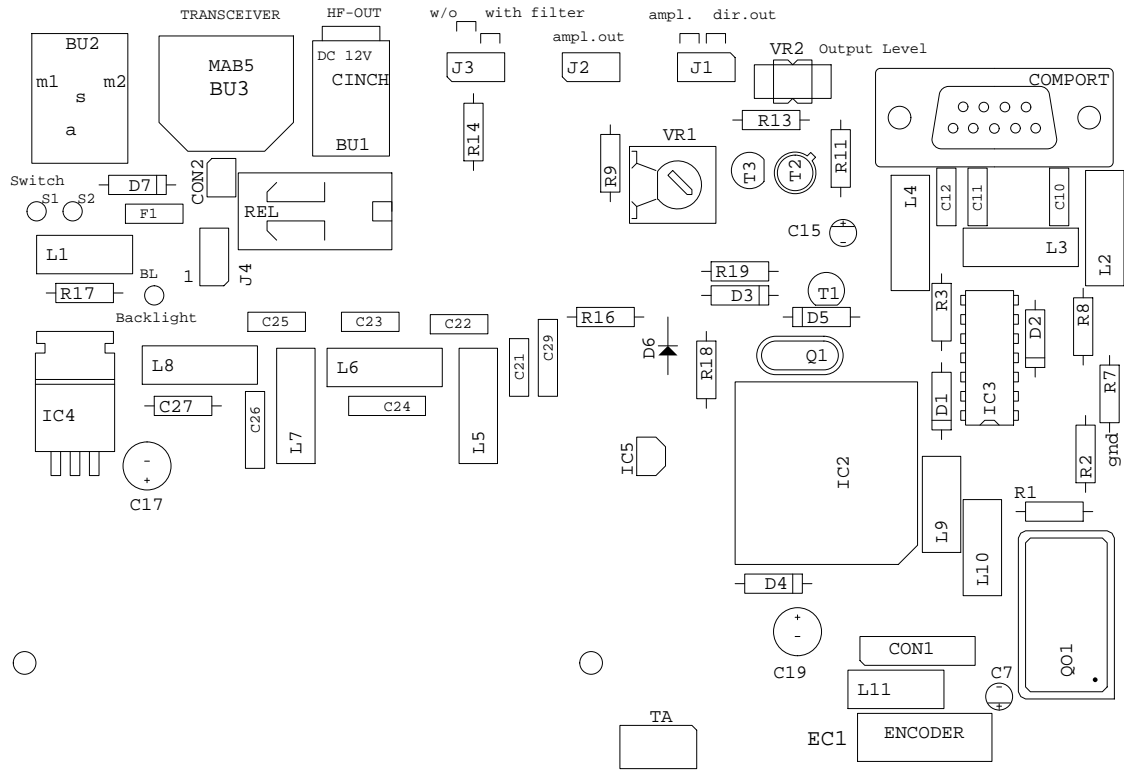 TRANSCEIVER
HF-OUT
w/o with filter
ampl.out
ampl. dir.out
BU2
m1 m2
s
a
MAB5
BU3
DC 12V
CINCH
BU1
J3
J2
J1
VR2
Output Level
COMPORT
R14
R9
VR1
R13
T3
T2
R11
C15
L4
C12
C11
C10
L3
L2
Switch
S1
S2
D7
F1
CON2
REL
L1
1
J4
BL
R17
Backlight
C25
C23
C22
C21
C29
R16
D6
R18
R19
D3
T1
D5
Q1
R3
D2
R8
R7
gnd
IC3
D1
R2
L8
L6
IC4
C27
C24
C26
L7
L5
-
+
C17
IC5
IC2
R1
L9
L10
D4
+
-
C19
CON1
L11
C7
-
+
QO1
TA
EC1
ENCODER